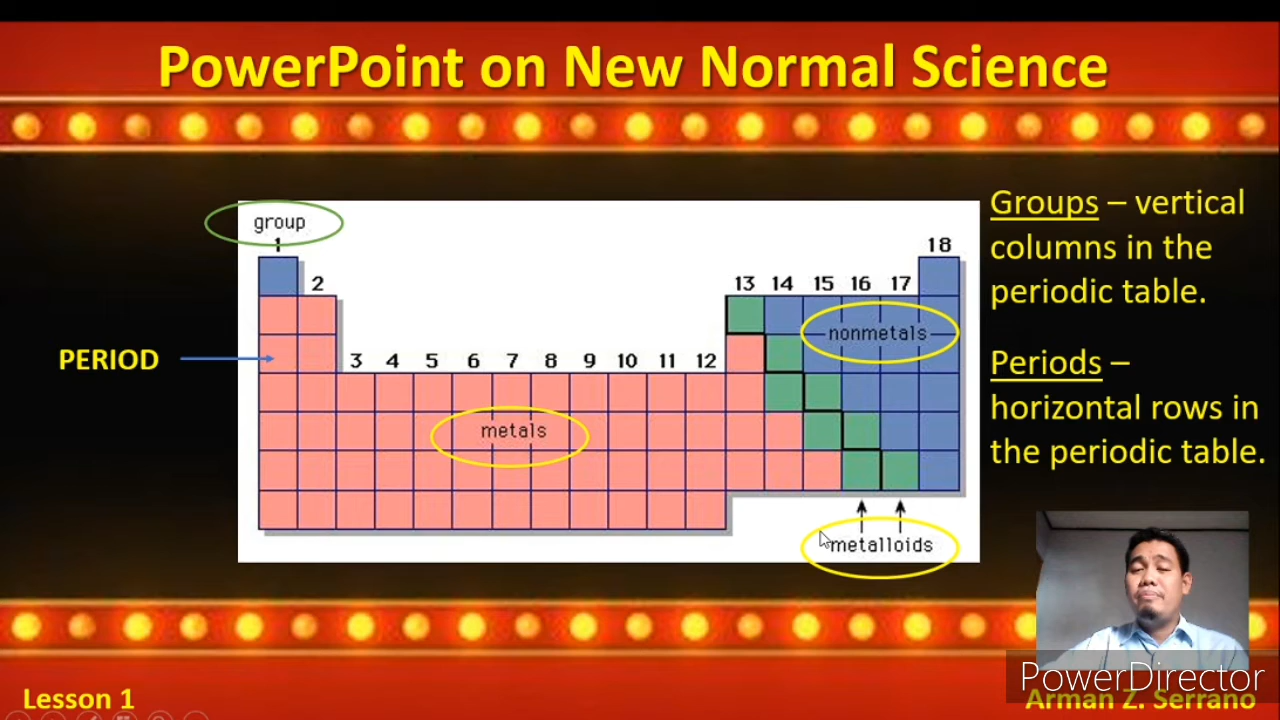 PowerPoint on New Normal Science
group
1
18
2
13 14 15 16 17
nonmetals
PERIOD
3 4 5 6 7 8 9 10 11 12
metals
metalloids
Groups – vertical
columns in the
periodic table.
Periods –
horizontal rows in
the periodic table.
PowerDirector
Lesson 1
Arman Z. Serrano